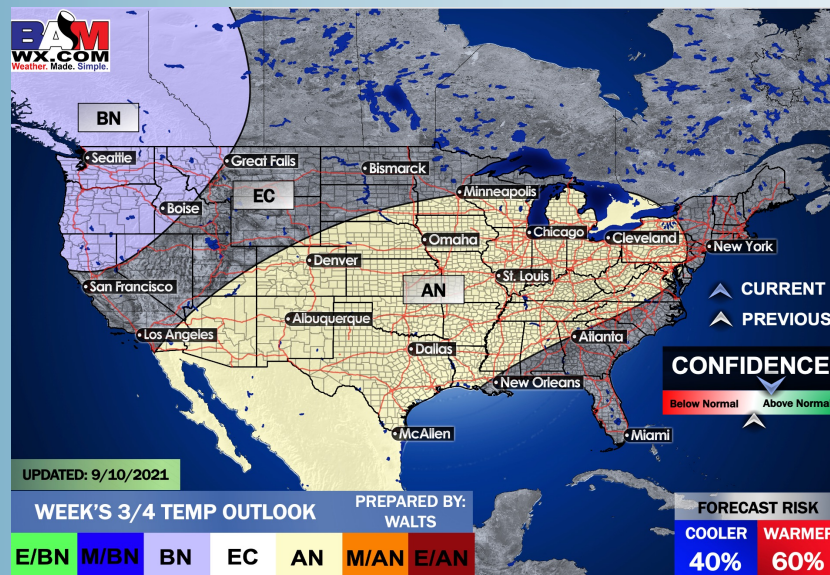 BAM
WX.COM
Weather. Made. Simple.
BN
Seattle
Great Falls
Bismarck
EC
Minneapolis
Boise
Omaha
Chicago
Cleveland
New York
Denver
San Francisco
St. Louis
AN
CURRENT
Albuquerque
PREVIOUS
Los Angeles
Atlanta
Dallas
CONFIDENCE
New Orleans
Below Normal
Above Norma
McAllen
Miami
UPDATED: 9/10/2021
WEEK'S 3/4 TEMP OUTLOOK
PREPARED BY:
WALTS
FORECAST RISK
COOLER
WARMER
40%
60%
E/BN
M/BN
BN
EC
AN
M/AN
E/AN